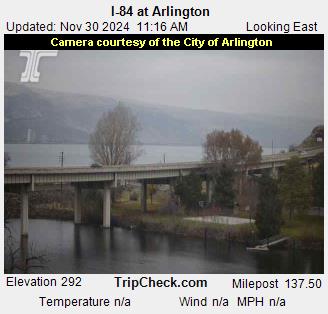 I-84 at Arlington
Updated: Nov 30 2024 11:16 AM Looking East
Camera courtesy of the City of Arlington
Elevation 292 TripCheck.com Milepost 137.50
Temperature n/a Wind n/a MPH n/a